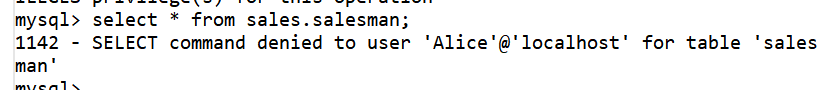 privilege(s) for this operation
mysql> select * from sales.salesman;
1142 - SELECT command denied to user 'Alice'@'localhost' for table 'sales
man'
mysql>